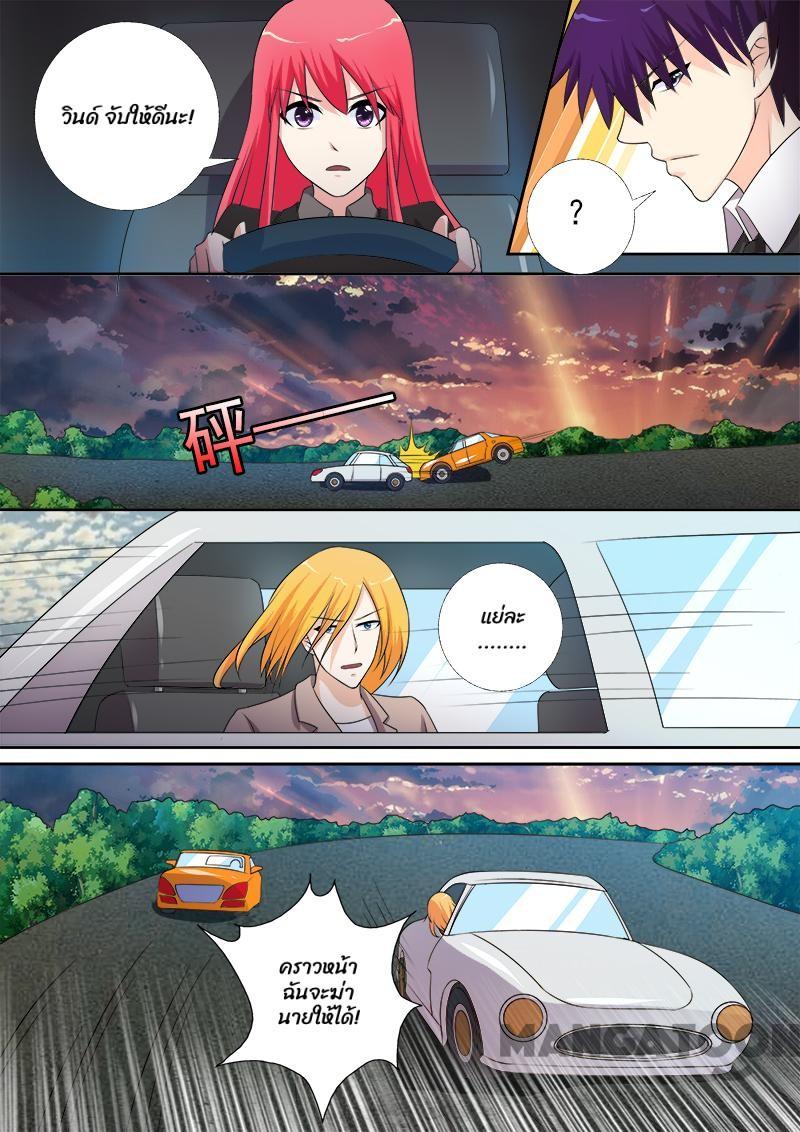 วินด์ จับให้ดีนะ!
?
砰
แย่ละ
........
คราวหน้า
ฉันจะฆ่า
นายให้ได้!
MANGATOON